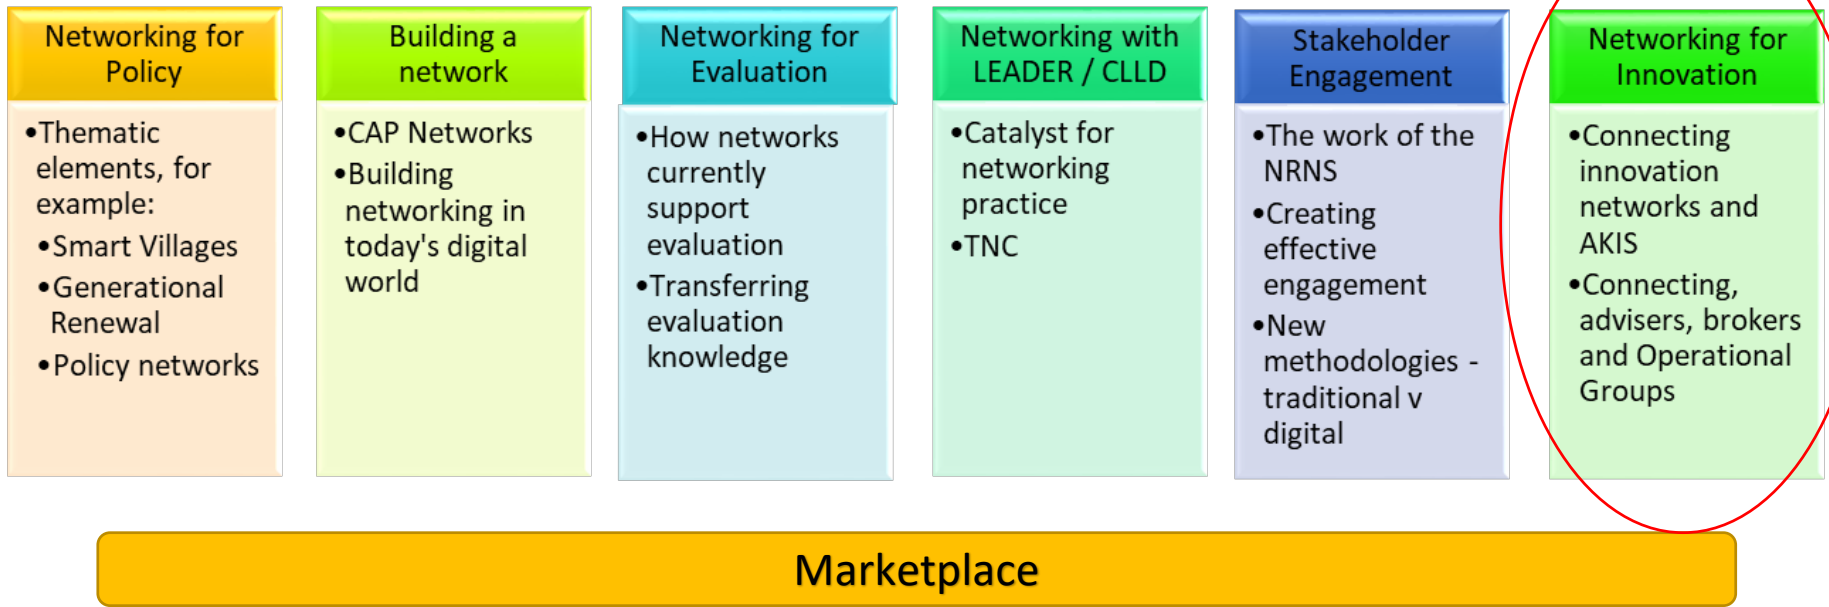 Networking for
Policy
•Thematic
elements, for
example:
•Smart Villages
•Generational
Renewal
•Policy networks
Building a
network
•CAP Networks
•Building
networking in
today's digital
world
Networking for
Evaluation
•How networks
currently
support
evaluation
•Transferring
evaluation
knowledge
Networking with
LEADER / CLLD
•Catalyst for
networking
practice
•TNC
Stakeholder
Engagement
•The work of the
NRNS
•Creating
effective
engagement
•New
methodologies -
traditional v
digital
Networking for
Innovation
•Connecting
innovation
networks and
AKIS
•Connecting,
advisers, brokers
and Operational
Groups
Marketplace